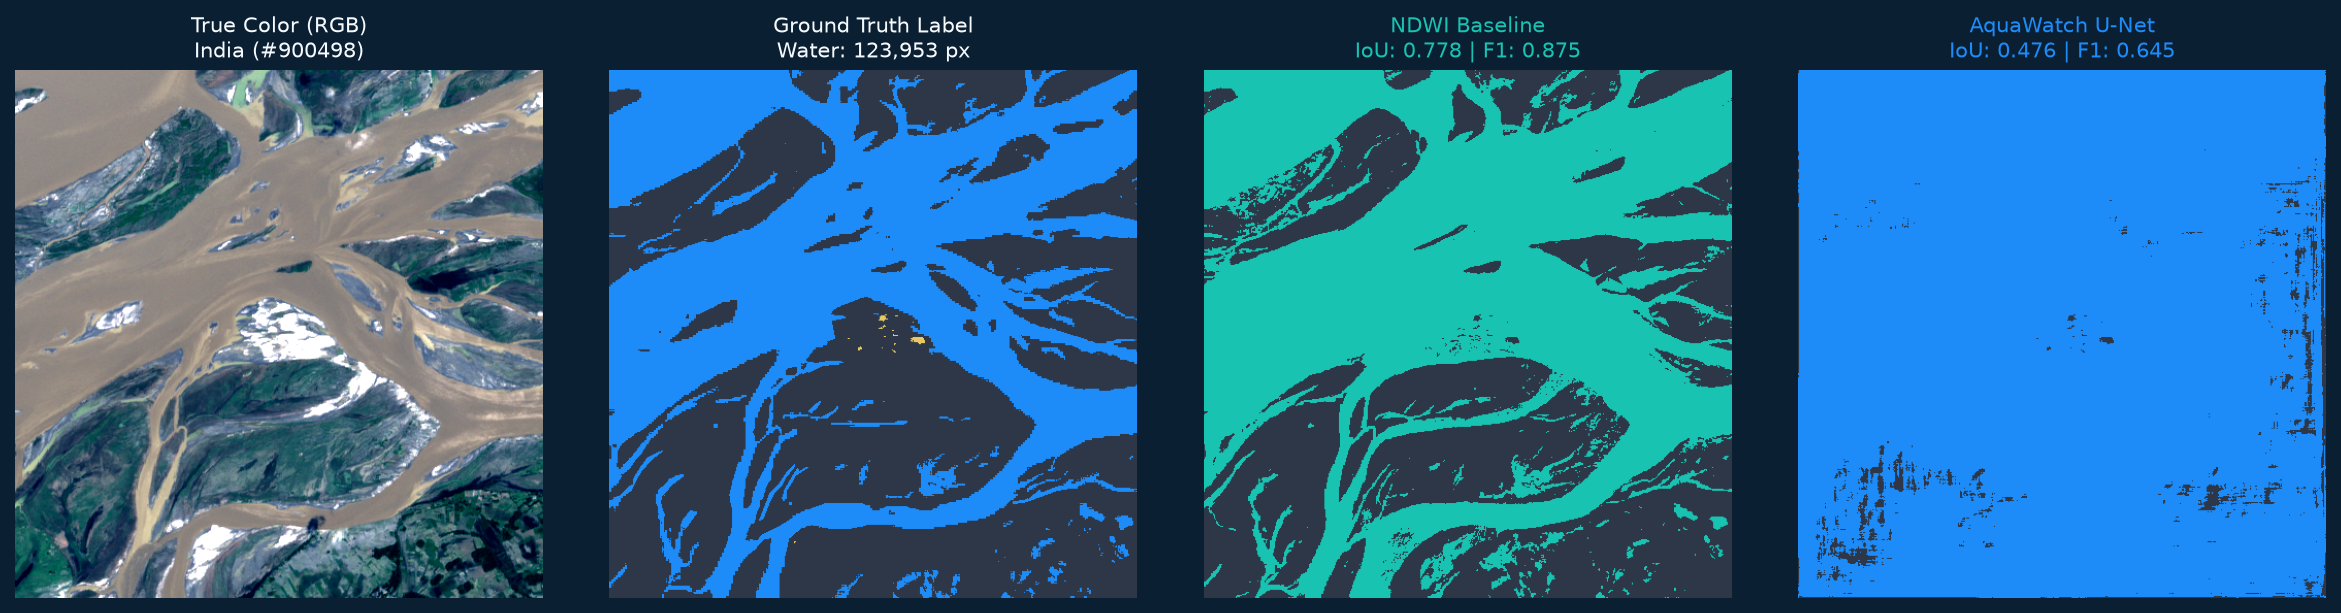 True Color (RGB)
India (#900498)
Ground Truth Label
Water: 123,953 px
NDWI Baseline
IoU: 0.778 | F1: 0.875
AquaWatch U-Net
IoU: 0.476 | F1: 0.645